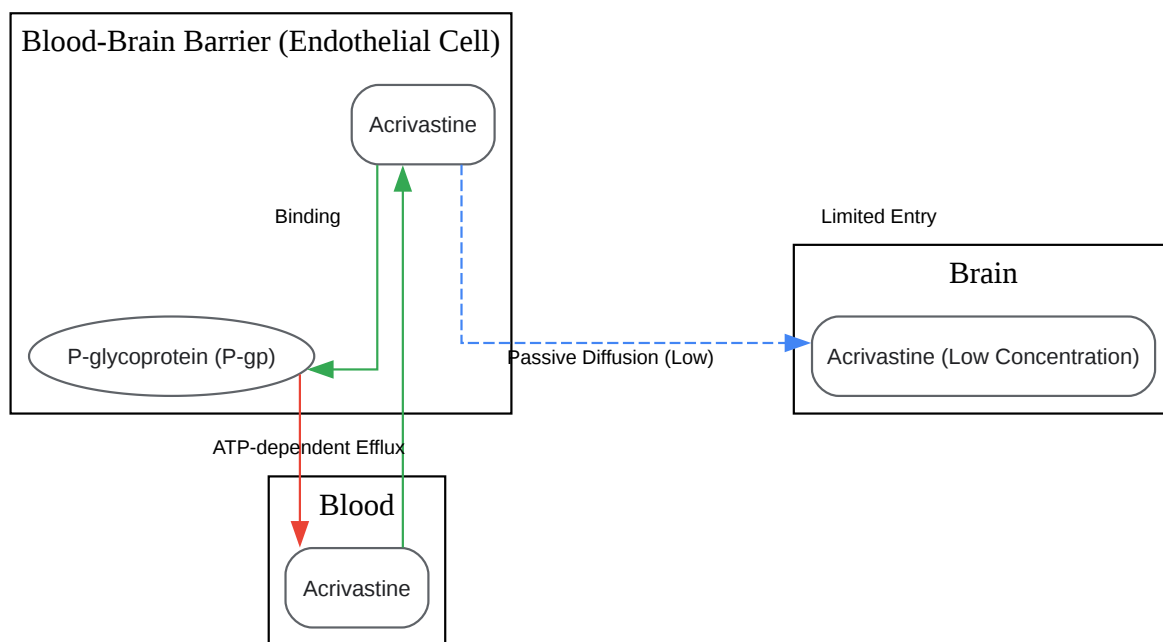 Blood-Brain Barrier (Endothelial Cell)
Acrivastine
Binding
Limited Entry
Brain
P-glycoprotein (P-gp)
Passive Diffusion (Low)
Acrivastine (Low Concentration)
ATP-dependent Efflux
Blood
Acrivastine